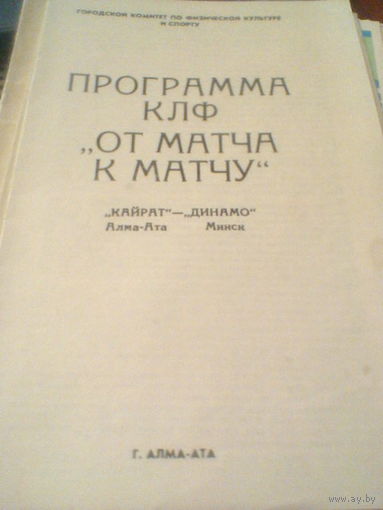 ГОРОДСКОЙ КОМИТЕТ ПО ФИЗИЧЕСКОЙ КУЛЬТУРЕ
И СПОРТУ
ПРОГРАММА
КЛФ
„ОТ МАТЧА
К МАТЧУ“
„КАЙРАТ“—„ДИНАМО“
Алма-Ата Минск
Г. АЛМА-АТА
www.ay.by